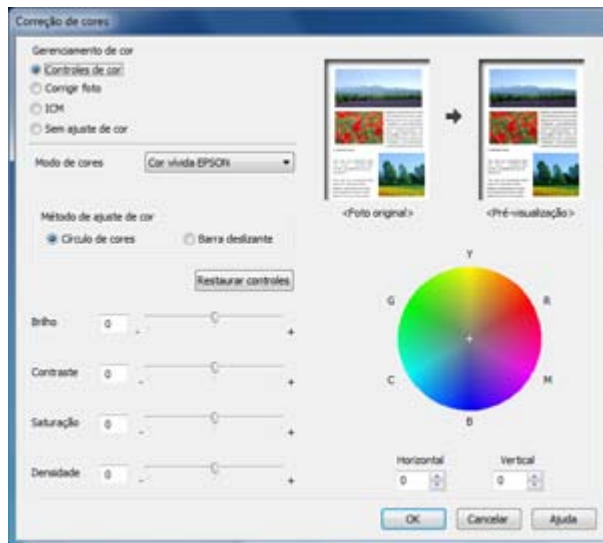 Correção de cores
Gerenciamento de cor
Controles de cor
Corrigir foto
ICM
Sem ajuste de cor
Modo de cores
Cor vívida EPSON
<Foto original>
<Pré-visualização>
Método de ajuste de cor
Círculo de cores
Barra deslizante
Restaurar controles
Brilho 0 - +
Contraste 0 - +
Saturação 0 - +
Densidade 0 - +
Y
G R
C M
B
Horizontal Vertical
0 0
OK Cancelar Ajuda